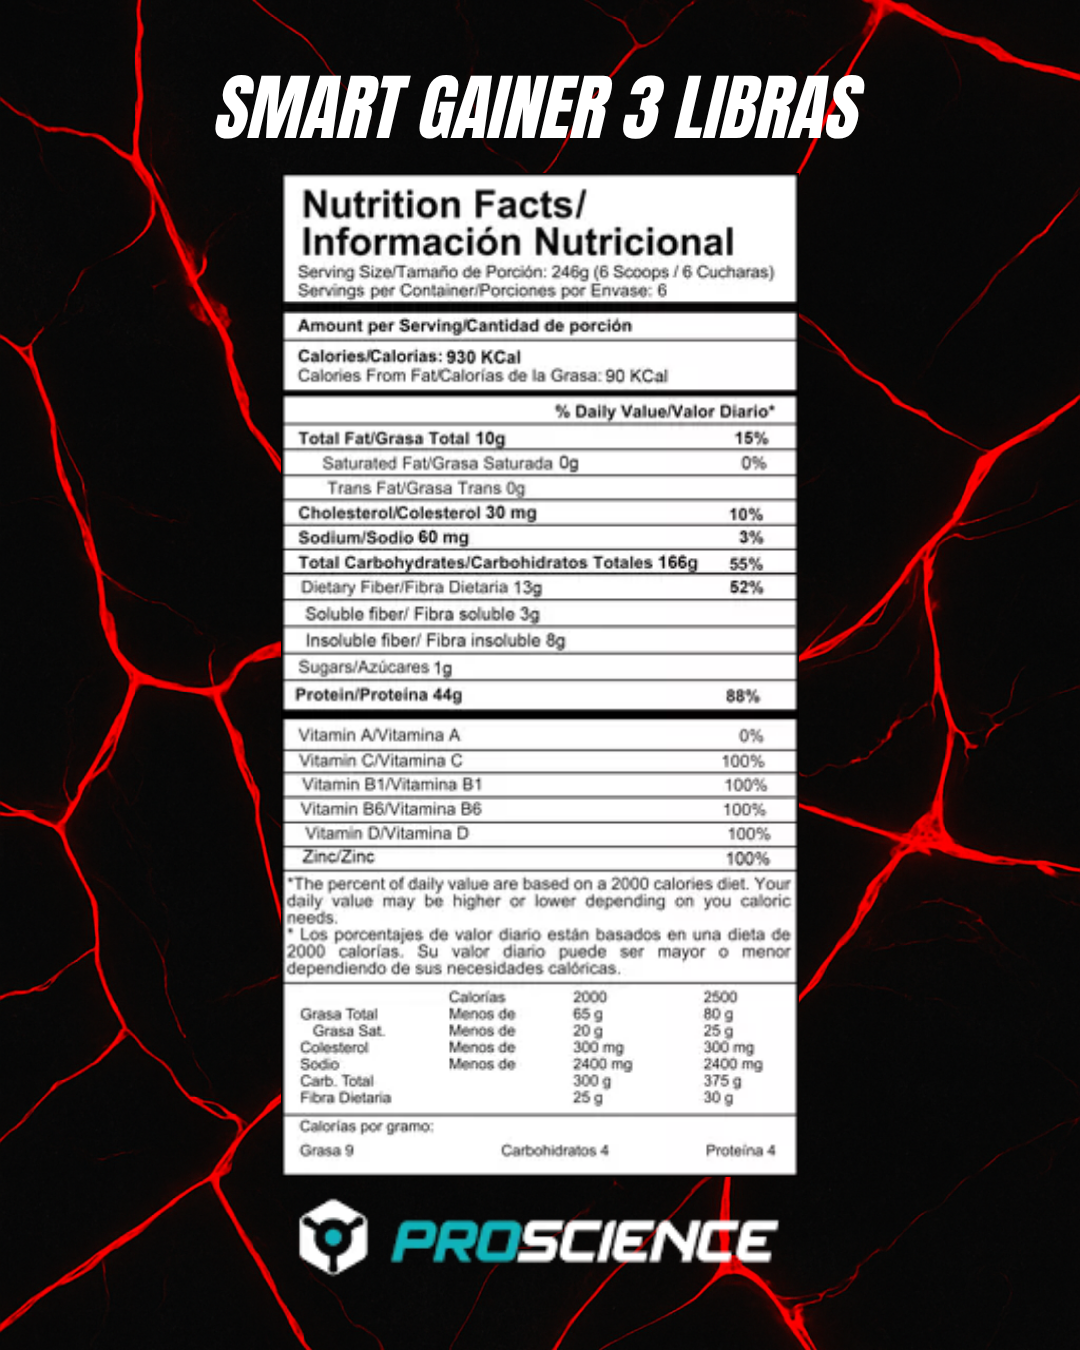 SMART GAINER 3 LIBRAS
Nutrition Facts/
Información Nutricional
Serving Size/Tamaño de Porción: 246g (6 Scoops / 6 Cucharas)
Servings per Container/Porciones por Envase: 6
Amount per Serving/Cantidad de porción
Calories/Calorias: 930 KCal
Calories From Fat/Calorías de la Grasa: 90 KCal
% Daily Value/Valor Diario*
Total Fat/Grasa Total 10g 15%
Saturated Fat/Grasa Saturada 0g 0%
Trans Fat/Grasa Trans 0g
Cholesterol/Colesterol 30 mg 10%
Sodium/Sodio 60 mg 3%
Total Carbohydrates/Carbohidratos Totales 166g 55%
Dietary Fiber/Fibra Dietaria 13g 52%
Soluble fiber/ Fibra soluble 3g
Insoluble fiber/ Fibra insoluble 8g
Sugars/Azúcares 1g
Protein/Proteína 44g 88%
Vitamin A/Vitamina A 0%
Vitamin C/Vitamina C 100%
Vitamin B1/Vitamina B1 100%
Vitamin B6/Vitamina B6 100%
Vitamin D/Vitamina D 100%
Zinc/Zinc 100%
*The percent of daily value are based on a 2000 calories diet. Your
daily value may be higher or lower depending on you caloric
needs.
* Los porcentajes de valor diario están basados en una dieta de
2000 calorías. Su valor diario puede ser mayor o menor
dependiendo de sus necesidades calóricas.
Calorías 2000 2500
Grasa Total Menos de 65 g 80 g
Grasa Sat. Menos de 20 g 25 g
Colesterol Menos de 300 mg 300 mg
Sodio Menos de 2400 mg 2400 mg
Carb. Total 300 g 375 g
Fibra Dietaria 25 g 30 g
Calorías por gramo:
Grasa 9 Carbohidratos 4 Proteína 4
PROSCIENCE